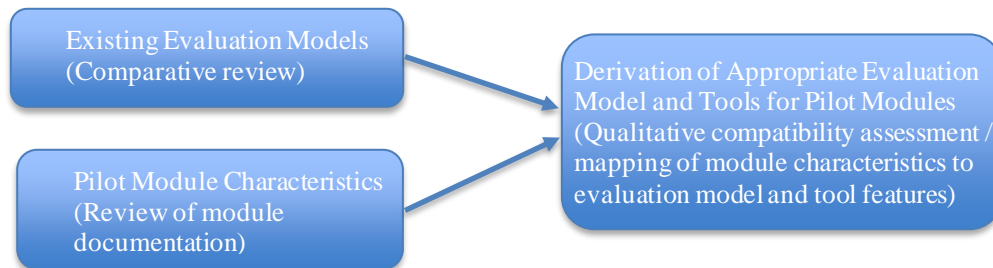 Existing Evaluation Models
(Comparative review)
Pilot Module Characteristics
(Review of module
documentation)
Derivation of Appropriate Evaluation
Model and Tools for Pilot Modules
(Qualitative compatibility assessment /
mapping of module characteristics to
evaluation model and tool features)